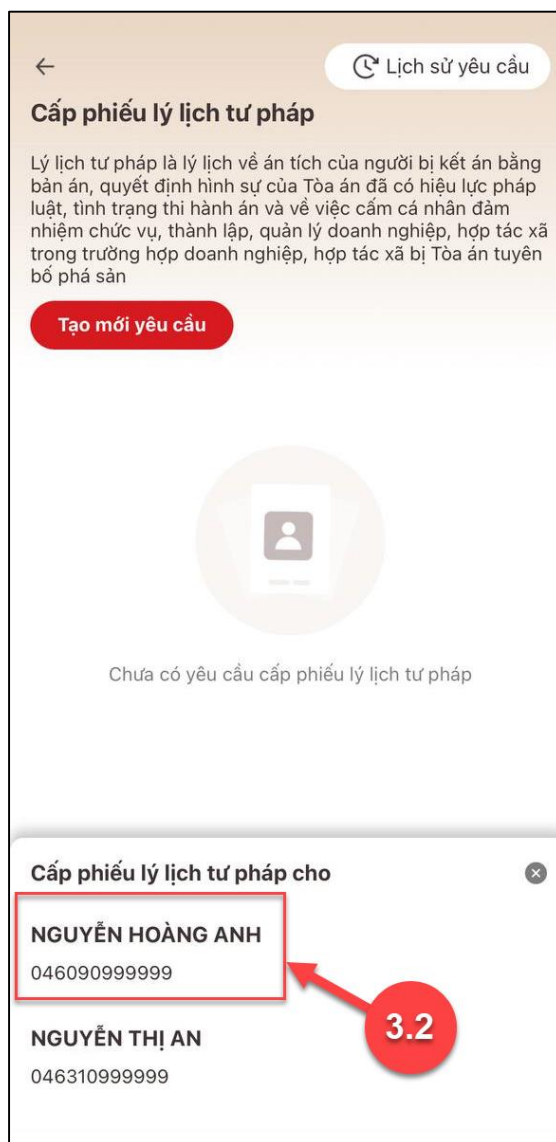 Lịch sử yêu cầu
Cấp phiếu lý lịch tư pháp
Lý lịch tư pháp là lý lịch về án tích của người bị kết án bằng
bản án, quyết định hình sự của Tòa án đã có hiệu lực pháp
luật, tình trạng thi hành án và về việc cấm cá nhân đảm
nhiệm chức vụ, thành lập, quản lý doanh nghiệp, hợp tác xã
trong trường hợp doanh nghiệp, hợp tác xã bị Tòa án tuyên
bố phá sản
Tạo mới yêu cầu
Chưa có yêu cầu cấp phiếu lý lịch tư pháp
Cấp phiếu lý lịch tư pháp cho
NGUYỄN HOÀNG ANH
046090999999
3.2
NGUYỄN THỊ AN
046310999999